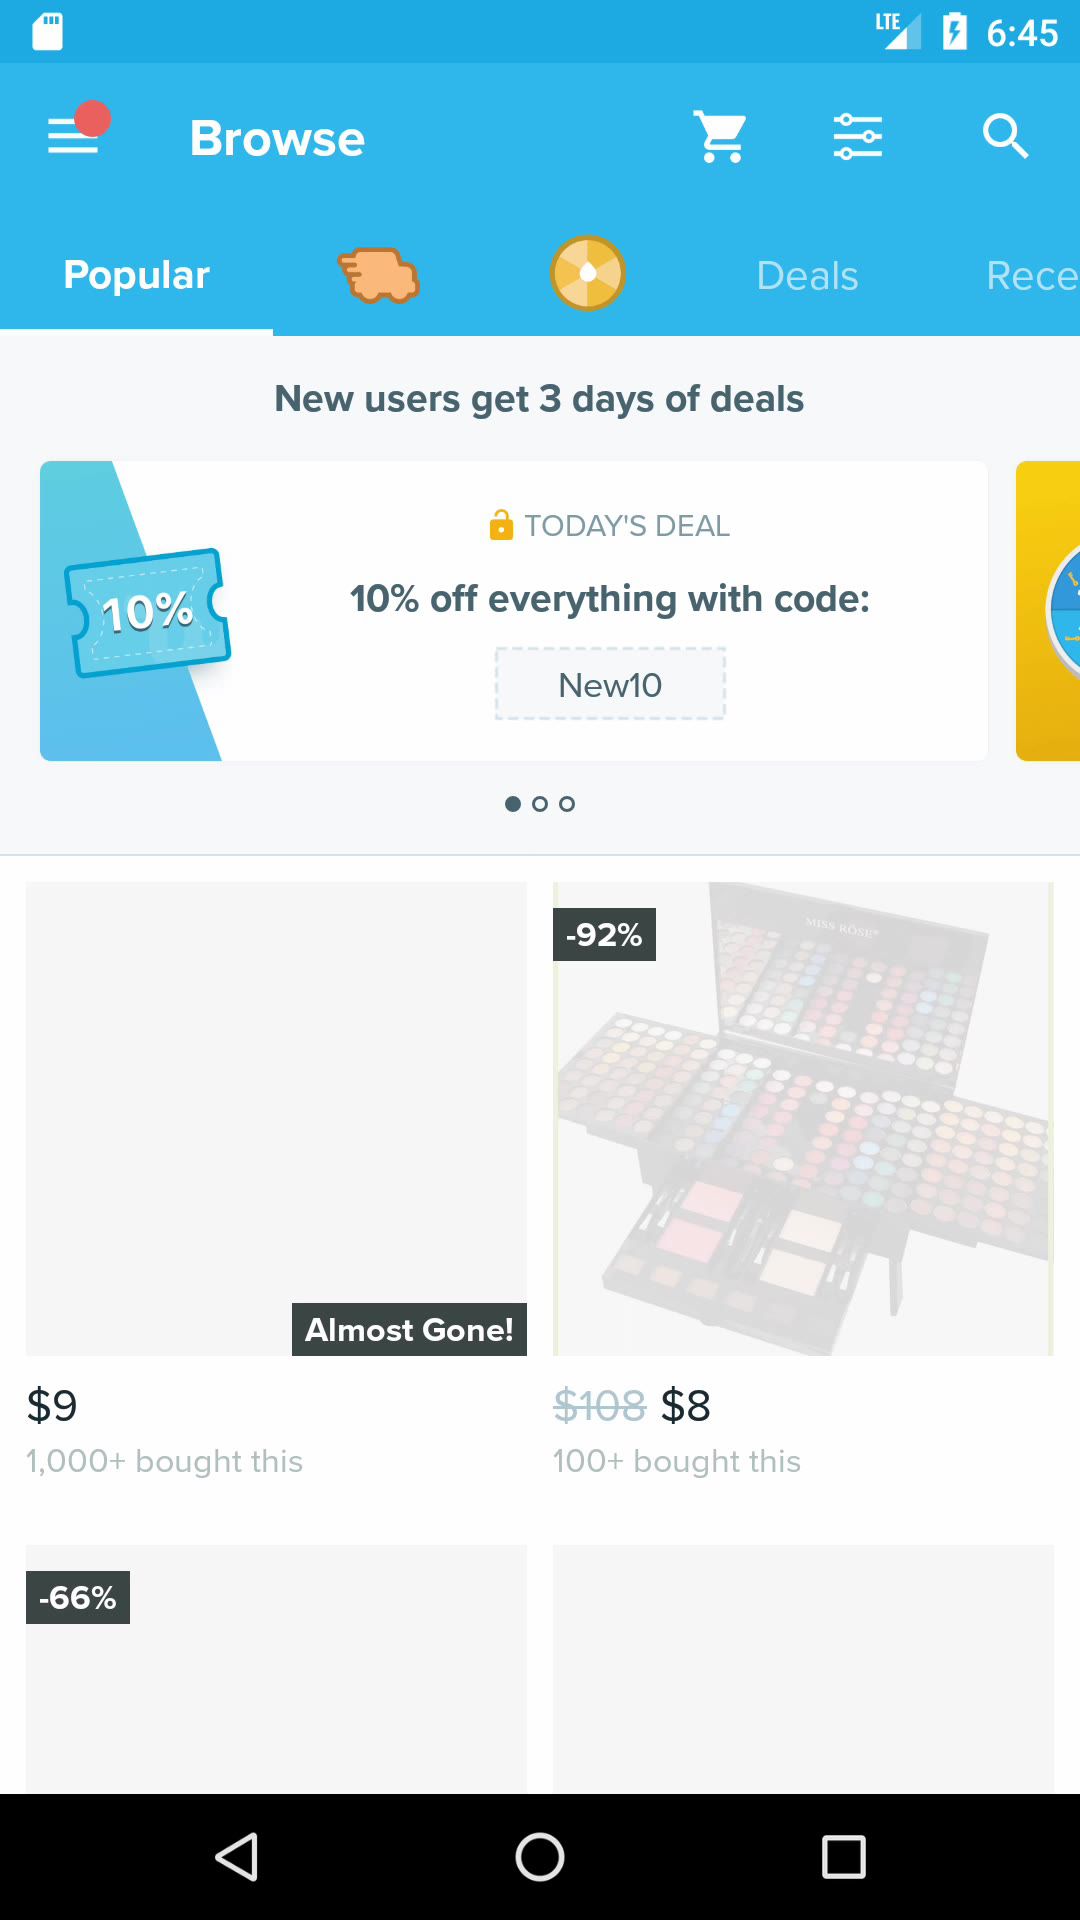 LTE 6:45
Browse
Popular Deals Rece
New users get 3 days of deals
TODAY'S DEAL
10%
10% off everything with code:
New10
-92%
MISS RÖSE®
Almost Gone!
$9
$108 $8
1,000+ bought this
100+ bought this
-66%